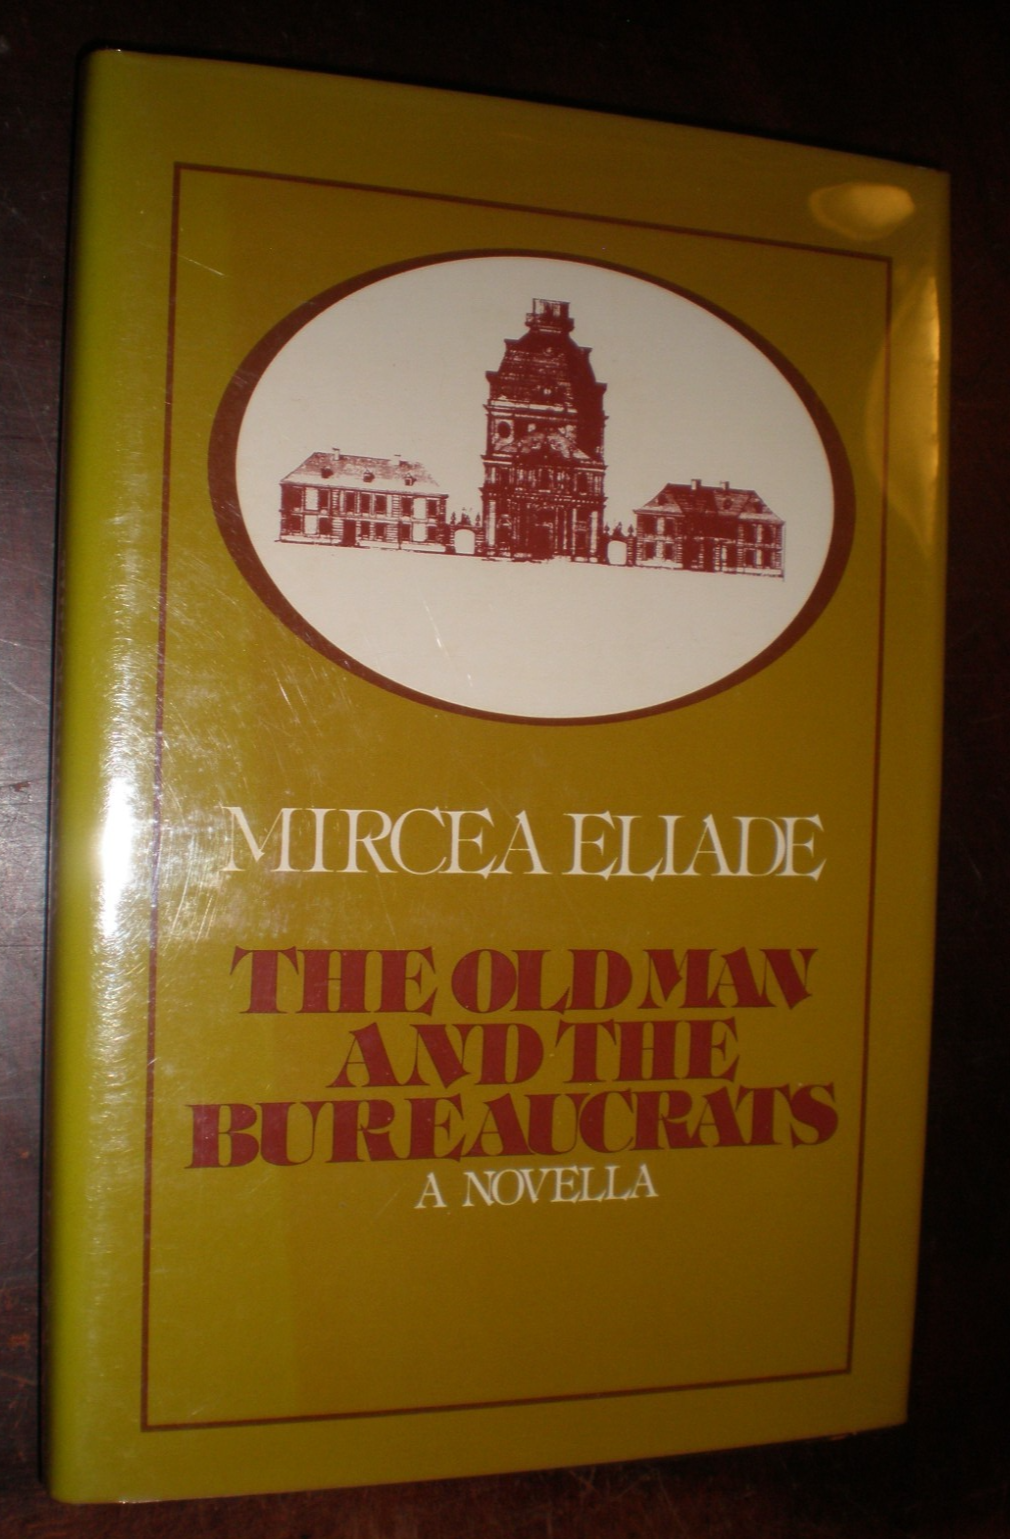 MIRCEA ELIADE
THE OLD MAN
AND THE
BUREAUCRATS
A NOVELLA